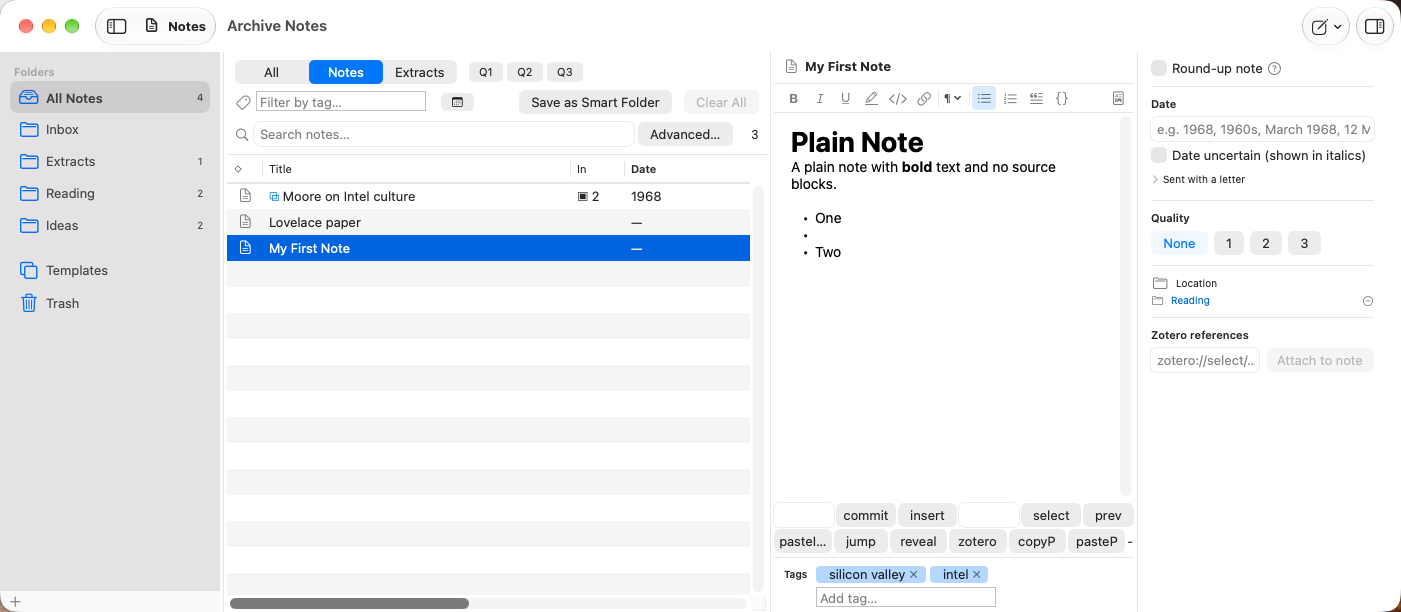 Notes
Archive Notes
Folders
All Notes 4
Inbox
Extracts 1
Reading 2
Ideas 2
Templates
Trash
All Notes Extracts Q1 Q2 Q3
Filter by tag...
Save as Smart Folder Clear All
Search notes... Advanced... 3
Title In Date
Moore on Intel culture 2 1968
Lovelace paper —
My First Note —
My First Note
B I U </> ¶ {}
Plain Note
A plain note with bold text and no source
blocks.
• One
•
• Two
commit insert select prev
pastel... jump reveal zotero copyP pasteP -
Tags silicon valley × intel ×
Add tag...
Round-up note ?
Date
e.g. 1968, 1960s, March 1968, 12 M
Date uncertain (shown in italics)
Sent with a letter
Quality
None 1 2 3
Location
Reading
Zotero references
zotero://select/.. Attach to note